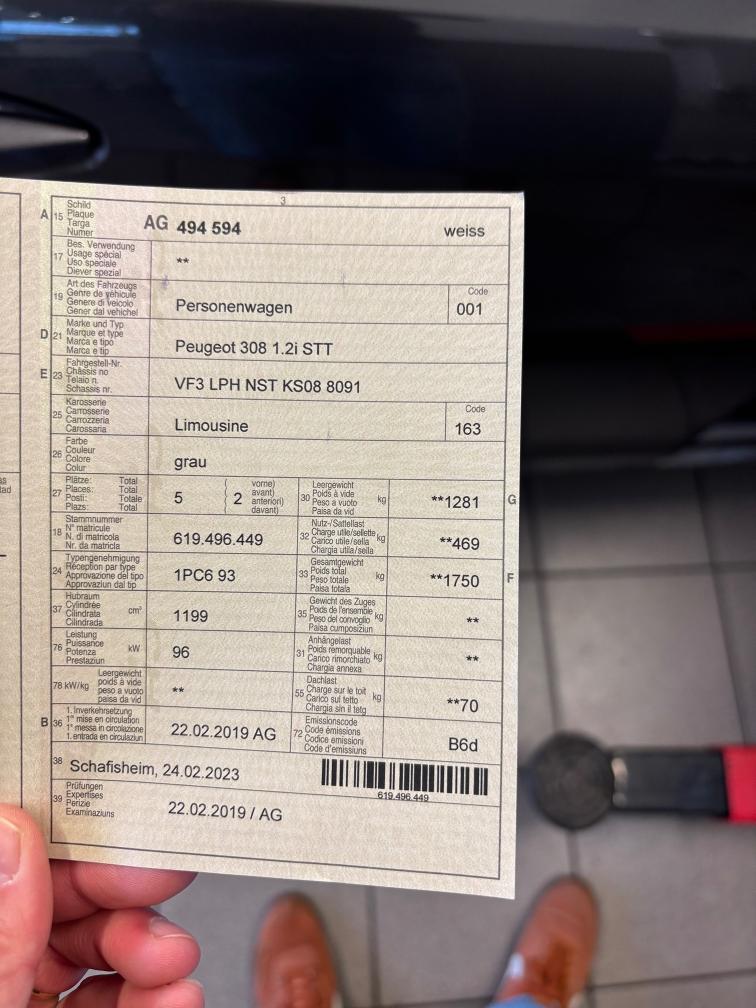 3
A 15 Schild
Plaque
Targa
Numer
AG 494 594 weiss
17 Bes. Verwendung
Usage spécial
Uso speciale
Diever spezial
**
19 Art des Fahrzeugs
Genre de véhicule
Genere di veicolo
Gener dal vehichel
Personenwagen
Code
001
D 21 Marke und Typ
Marque et type
Marca e tipo
Marca e tip
Peugeot 308 1.2i STT
E 23 Fahrgestell-Nr.
Châssis no
Telaio n.
Schassis nr.
VF3 LPH NST KS08 8091
25 Karosserie
Carrosserie
Carrozzeria
Carossaria
Limousine
Code
163
26 Farbe
Couleur
Colore
Colur
grau
27 Plätze: Total
Places: Total
Posti: Totale
Plazs: Total
5
2
vorne)
avant)
anteriori)
davant)
30 Leergewicht
Poids à vide
Peso a vuoto
Paisa da vid
kg
**1281 G
18 Stammnummer
N° matricule
N. di matricola
Nr. da matricla
619.496.449
32 Nutz-/Sattellast
Charge utile/sellette
Carico utile/sella
Chargia utila/sella
kg
**469
24 Typengenehmigung
Réception par type
Approvazione del tipo
Approvaziun dal tip
1PC6 93
33 Gesamtgewicht
Poids total
Peso totale
Paisa totala
kg
**1750 F
37 Hubraum
Cylindrée
Cilindrata
Cilindrada
cm³
1199
35 Gewicht des Zuges
Poids de l'ensemble
Peso del convoglio
Paisa cumposiziun
kg
**
76 Leistung
Puissance
Potenza
Prestaziun
kW
96
31 Anhängelast
Poids remorquable
Carico rimorchiato
Chargia annexa
kg
**
78 kW/kg
Leergewicht
poids à vide
peso a vuoto
paisa da vid
**
55 Dachlast
Charge sur le toit
Carico sul tetto
Chargia sin il tetg
kg
**70
B 36 1. Inverkehrsetzung
1re mise en circulation
1a messa in circolazione
1. entrada en circulaziun
22.02.2019 AG
72 Emissionscode
Code émissions
Codice emissioni
Code d'emissiuns
B6d
38 Schafisheim, 24.02.2023
619.496.449
39 Prüfungen
Expertises
Perizie
Examinaziuns
22.02.2019 / AG